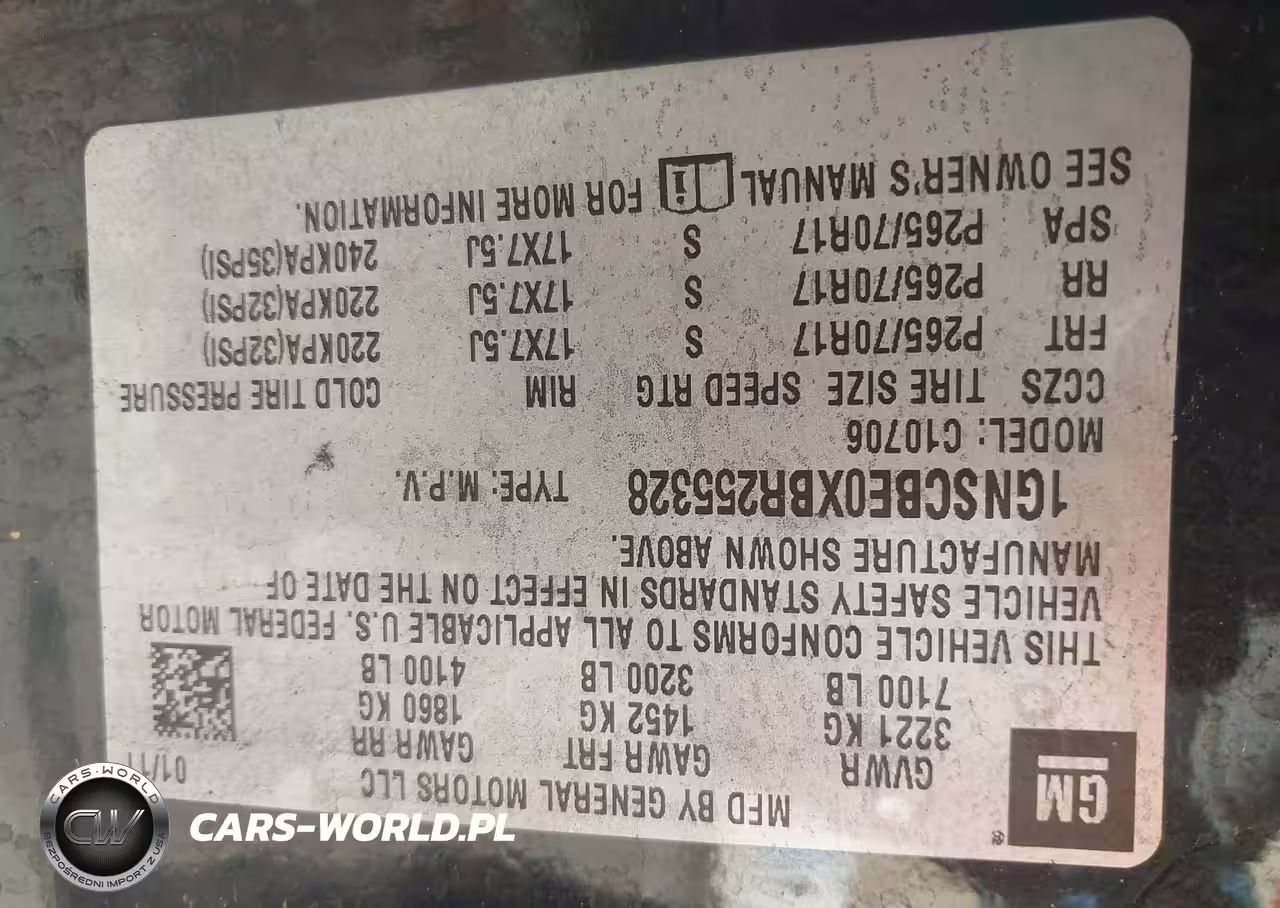 MFD BY GENERAL MOTORS LLC
01/11
GM
GVWR GAWR FRT GAWR RR
3221 KG 1452 KG 1860 KG
7100 LB 3200 LB 4100 LB
THIS VEHICLE CONFORMS TO ALL APPLICABLE U.S. FEDERAL MOTOR
VEHICLE SAFETY STANDARDS IN EFFECT ON THE DATE OF
MANUFACTURE SHOWN ABOVE.
1GNSCBE0XBR255328 TYPE: M.P.V.
MODEL: C10706
CCZS TIRE SIZE SPEED RTG RIM COLD TIRE PRESSURE
FRT P265/70R17 S 17X7.5J 220KPA(32PSI)
RR P265/70R17 S 17X7.5J 220KPA(32PSI)
SPA P265/70R17 S 17X7.5J 240KPA(35PSI)
SEE OWNER'S MANUAL FOR MORE INFORMATION.
CARS-WORLD
CW
BEZPOŚREDNI IMPORT Z USA
CARS-WORLD.PL